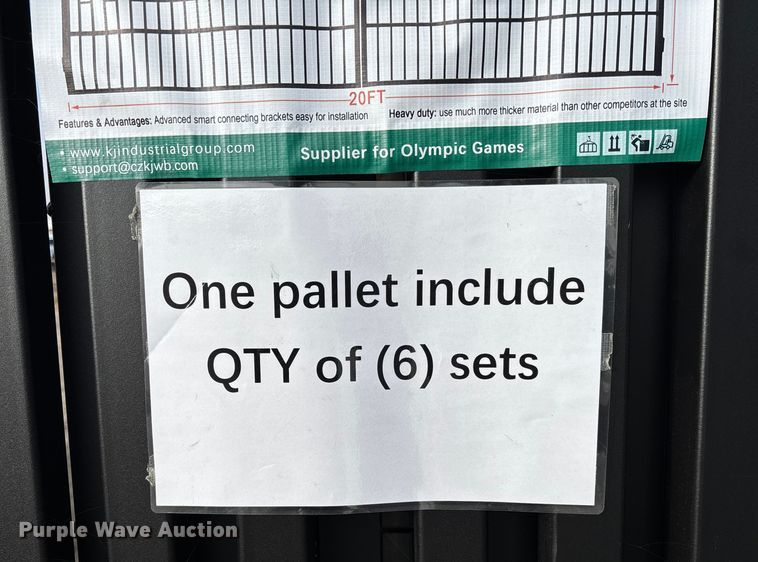 20FT
Features & Advantages: Advanced smart connecting brackets easy for installation
Heavy duty: use much more thicker material than other competitors at the site
• www.kjindustrialgroup.com
• support@czkjwb.com
Supplier for Olympic Games
One pallet include
QTY of (6) sets
Purple Wave Auction